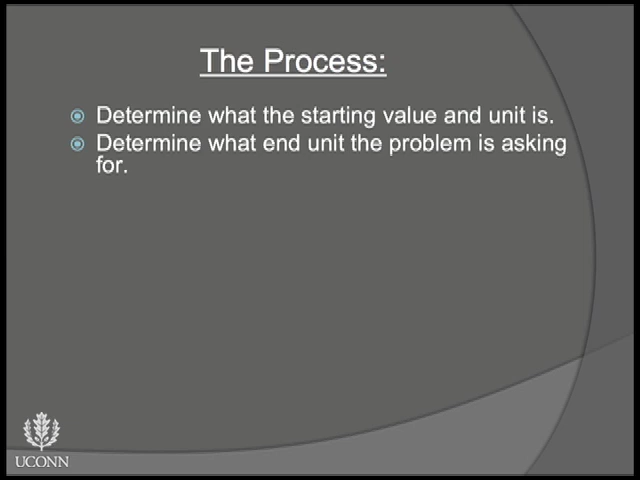 The Process:
Determine what the starting value and unit is.
Determine what end unit the problem is asking
for.
UCONN